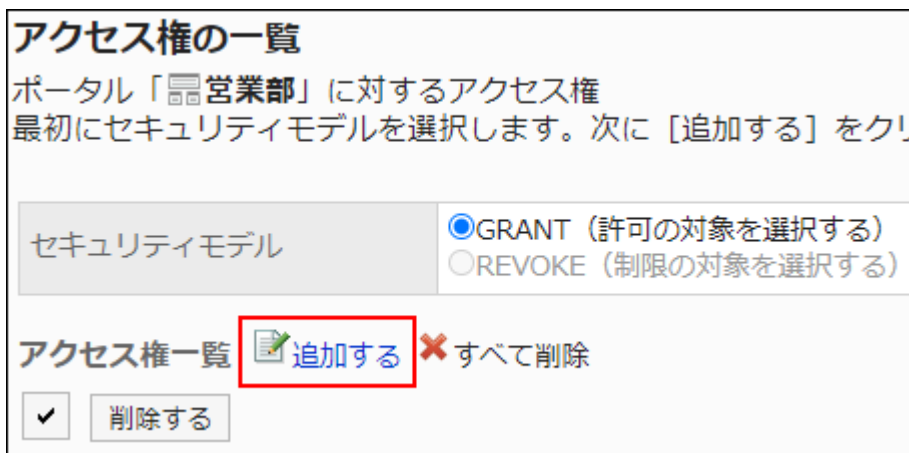 アクセス権の一覧
ポータル「営業部」に対するアクセス権
最初にセキュリティモデルを選択します。次に［追加する］をクリ
セキュリティモデル
GRANT（許可の対象を選択する）
REVOKE（制限の対象を選択する）
アクセス権一覧 追加する すべて削除
削除する